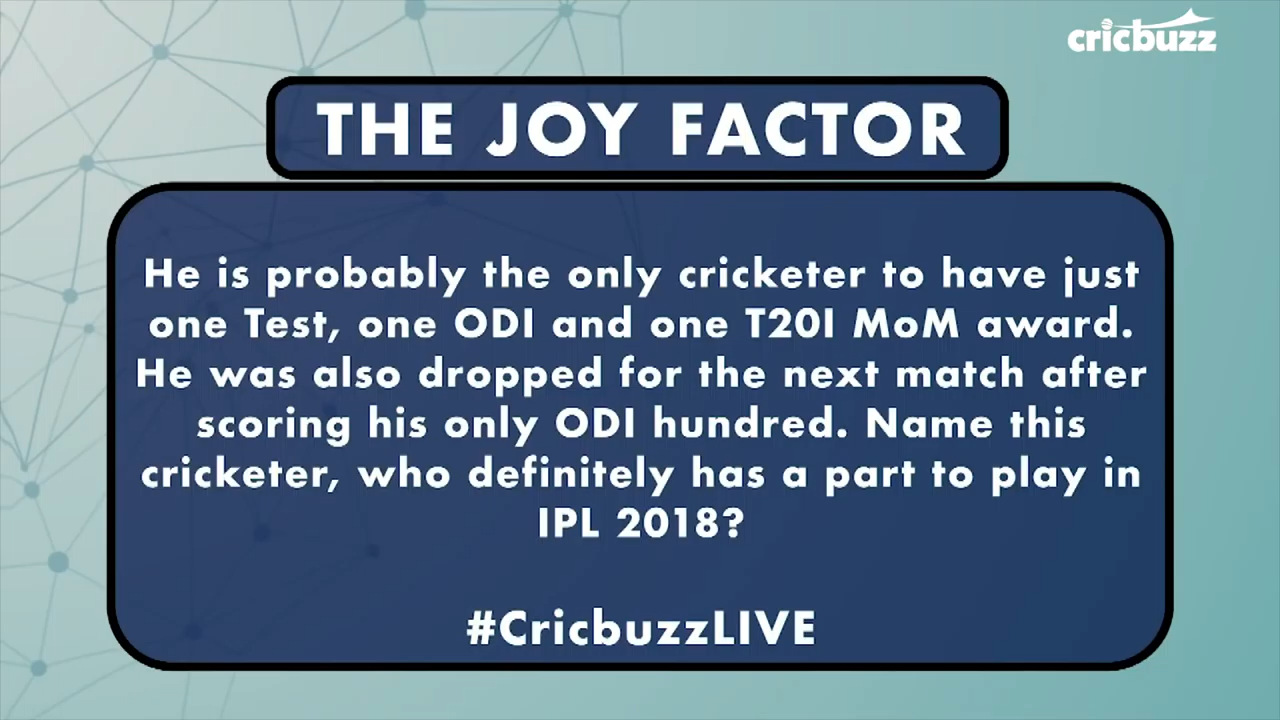 cricbuzz
THE JOY FACTOR
He is probably the only cricketer to have just
one Test, one ODI and one T20I MoM award.
He was also dropped for the next match after
scoring his only ODI hundred. Name this
cricketer, who definitely has a part to play in
IPL 2018?
#CricbuzzLIVE